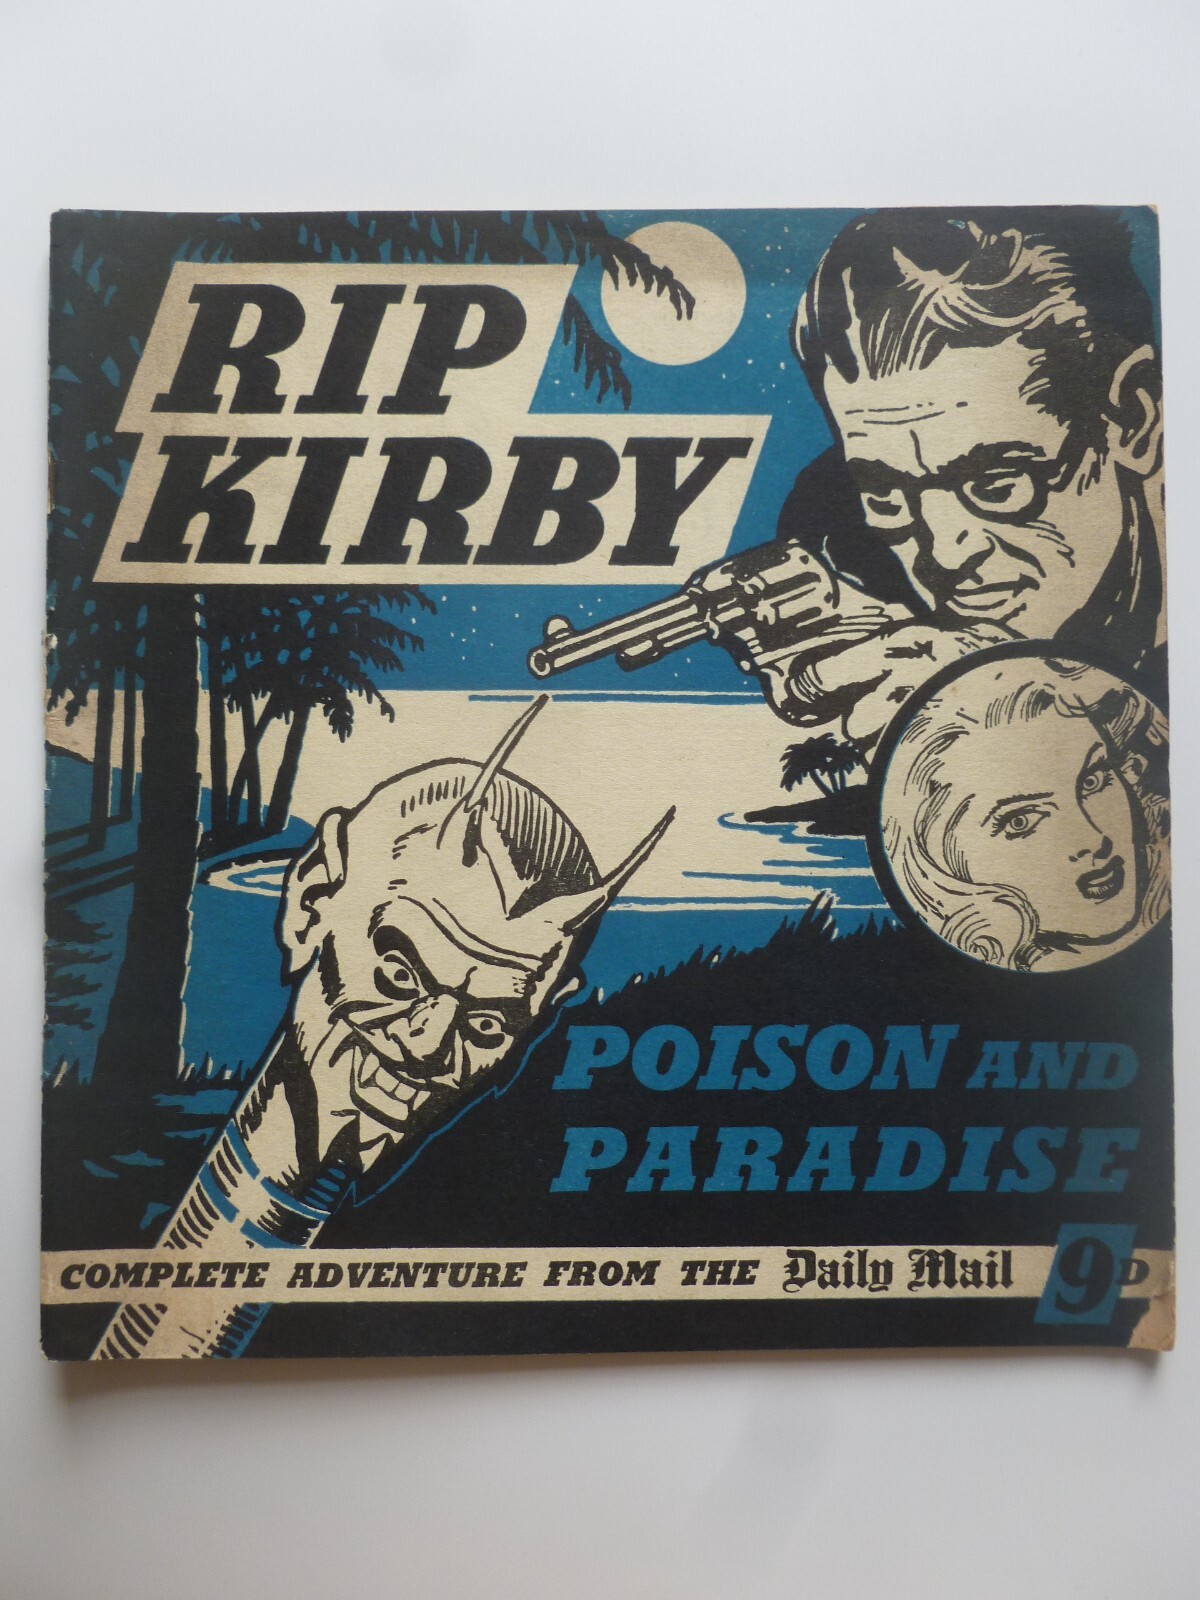 RIP
KIRBY
POISON AND
PARADISE
COMPLETE ADVENTURE FROM THE Daily Mail 9D